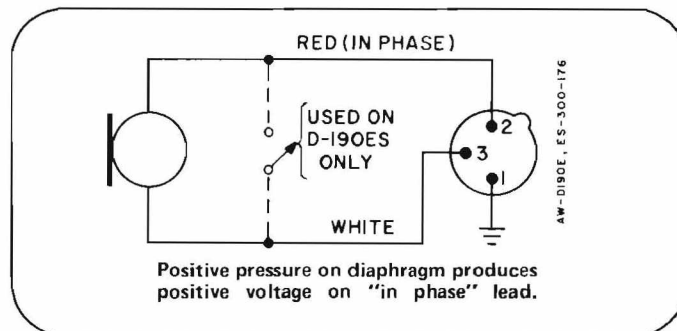 RED (IN PHASE)
USED ON
D-190ES
ONLY
2
3
1
WHITE
AW-D190E, ES-300-176
Positive pressure on diaphragm produces
positive voltage on "in phase" lead.